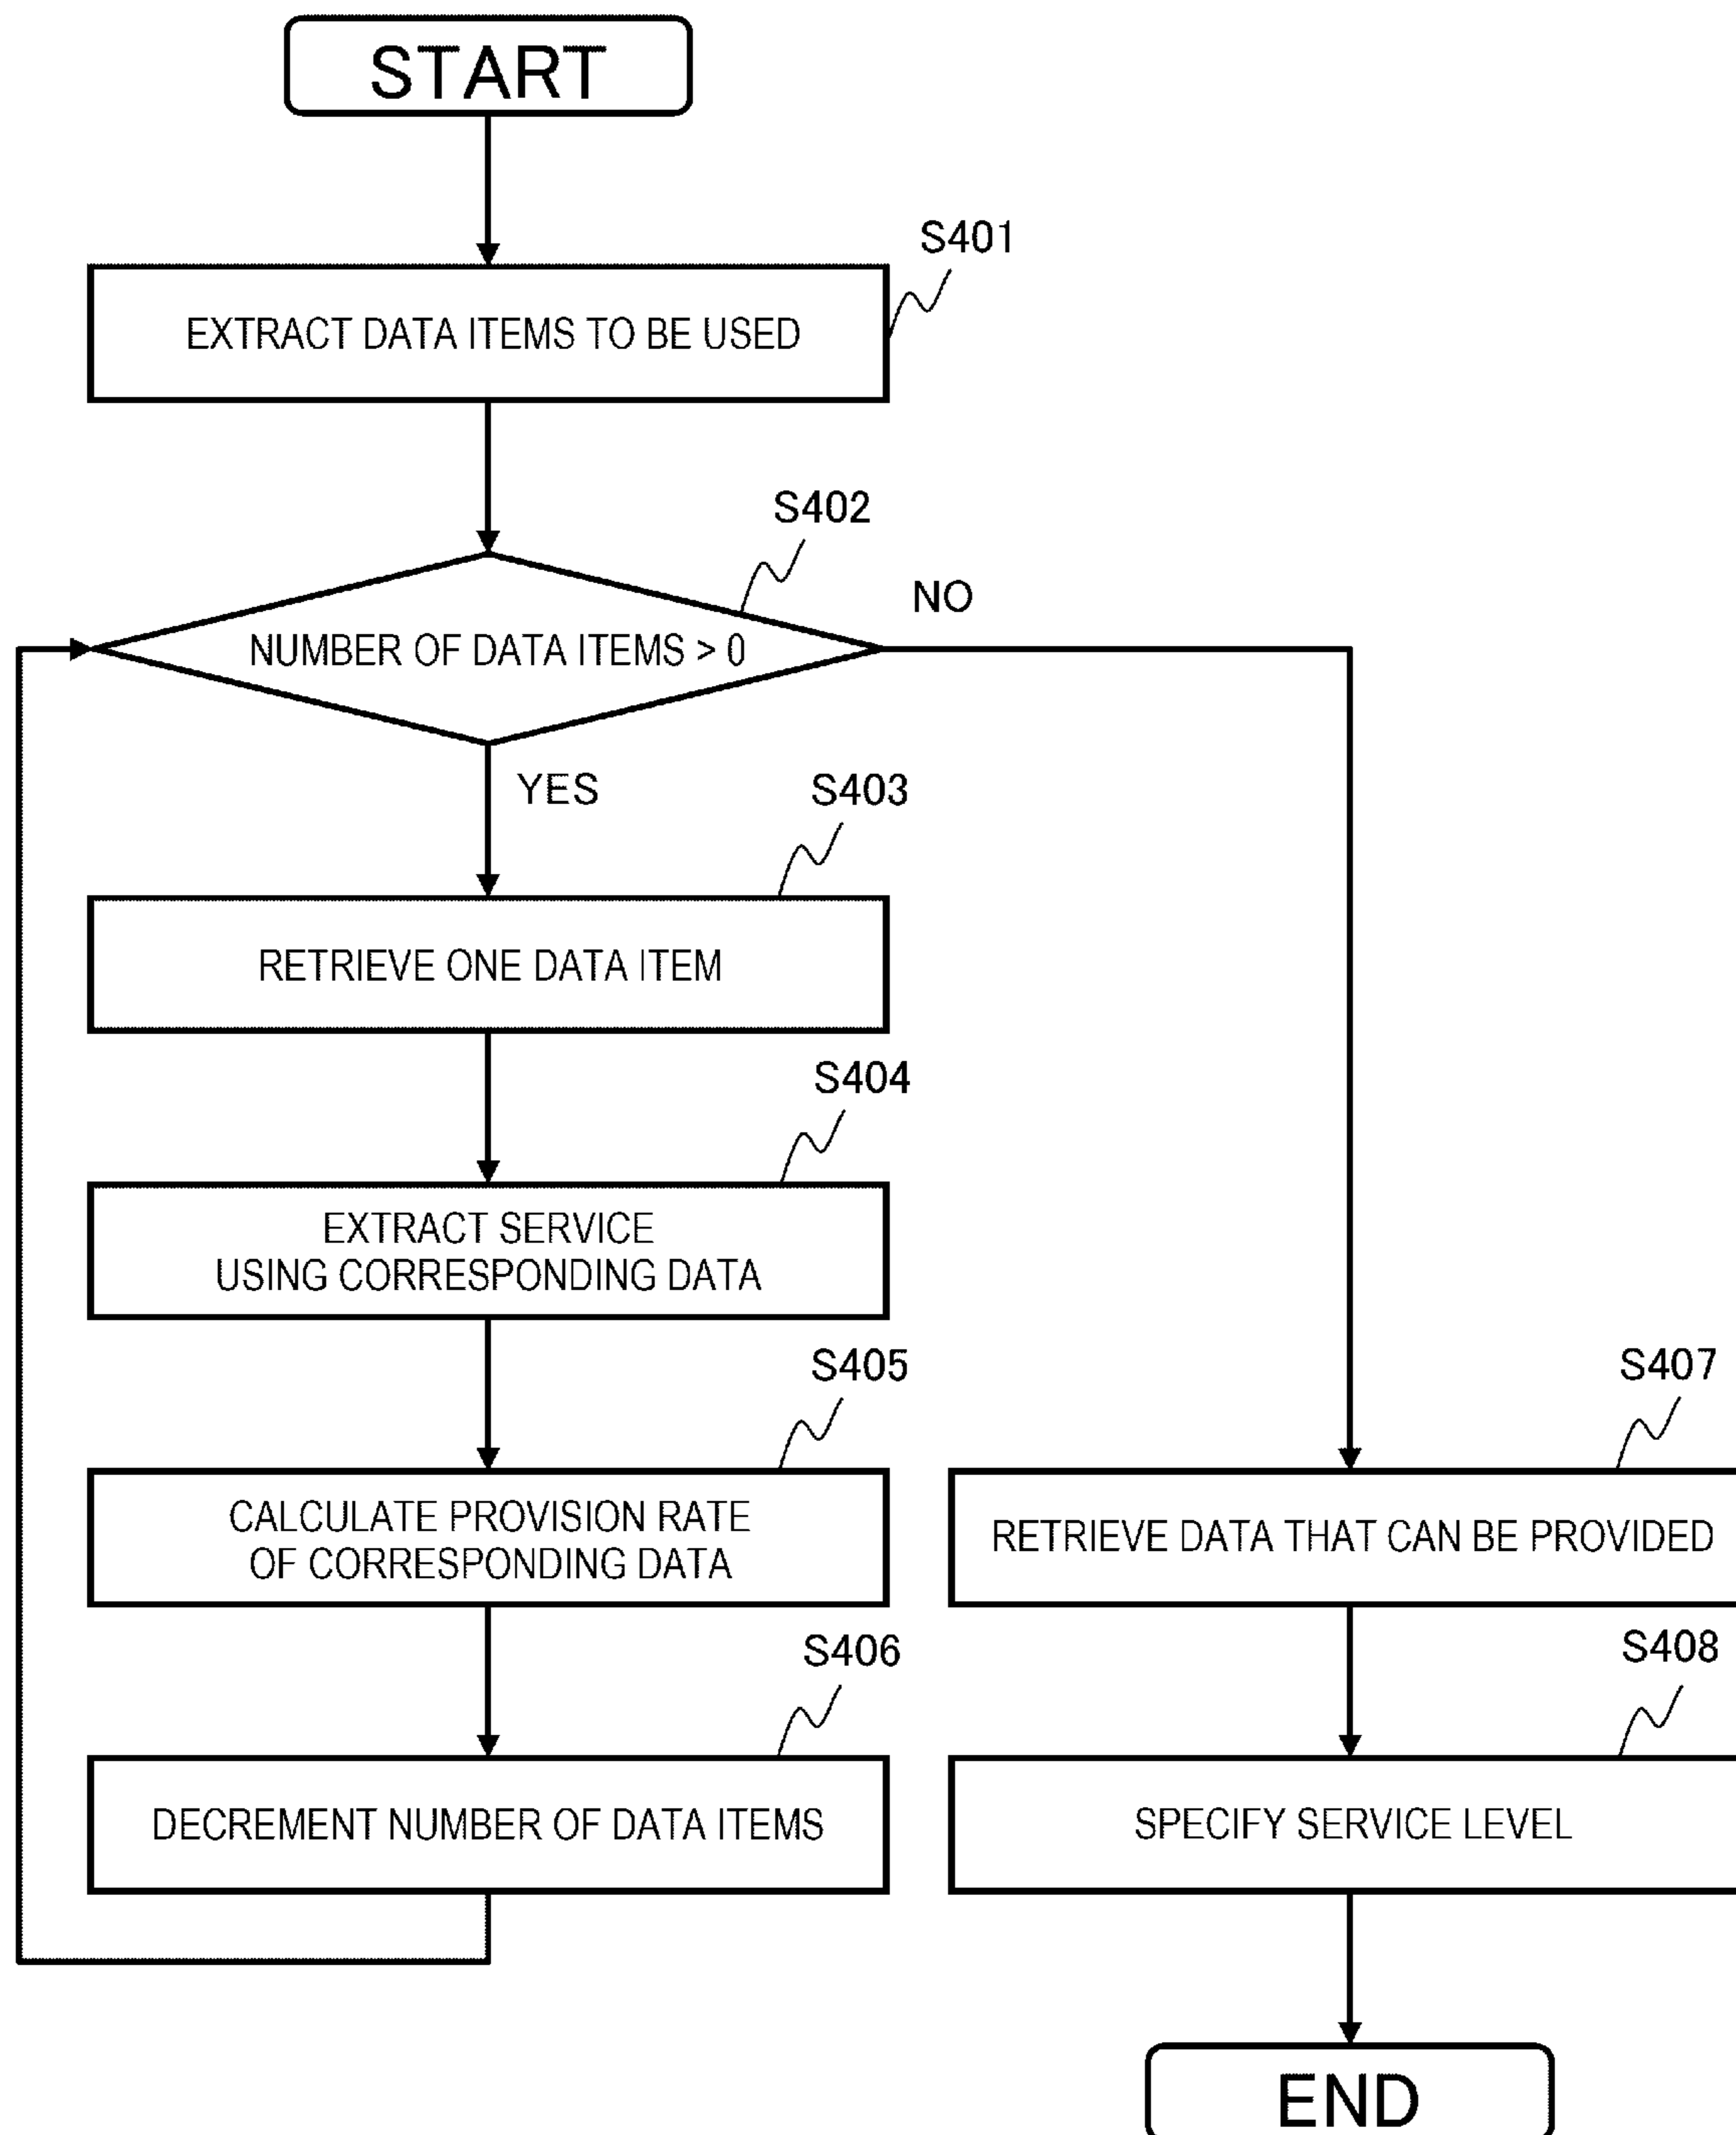 START
S401
EXTRACT DATA ITEMS TO BE USED
S402
NUMBER OF DATA ITEMS > 0
NO
YES
S403
RETRIEVE ONE DATA ITEM
S404
EXTRACT SERVICE
USING CORRESPONDING DATA
S405
CALCULATE PROVISION RATE
OF CORRESPONDING DATA
S406
DECREMENT NUMBER OF DATA ITEMS
S407
RETRIEVE DATA THAT CAN BE PROVIDED
S408
SPECIFY SERVICE LEVEL
END